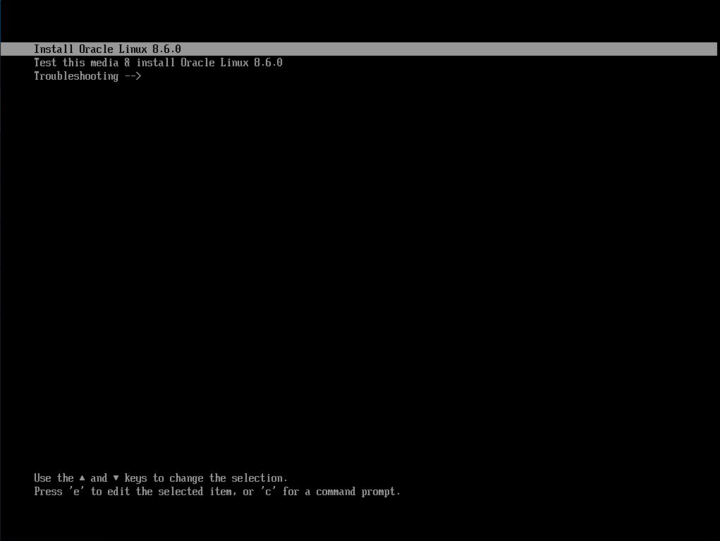 Install Oracle Linux 8.6.0
Test this media & install Oracle Linux 8.6.0
Troubleshooting -->
Use the ▲ and ▼ keys to change the selection.
Press 'e' to edit the selected item, or 'c' for a command prompt.